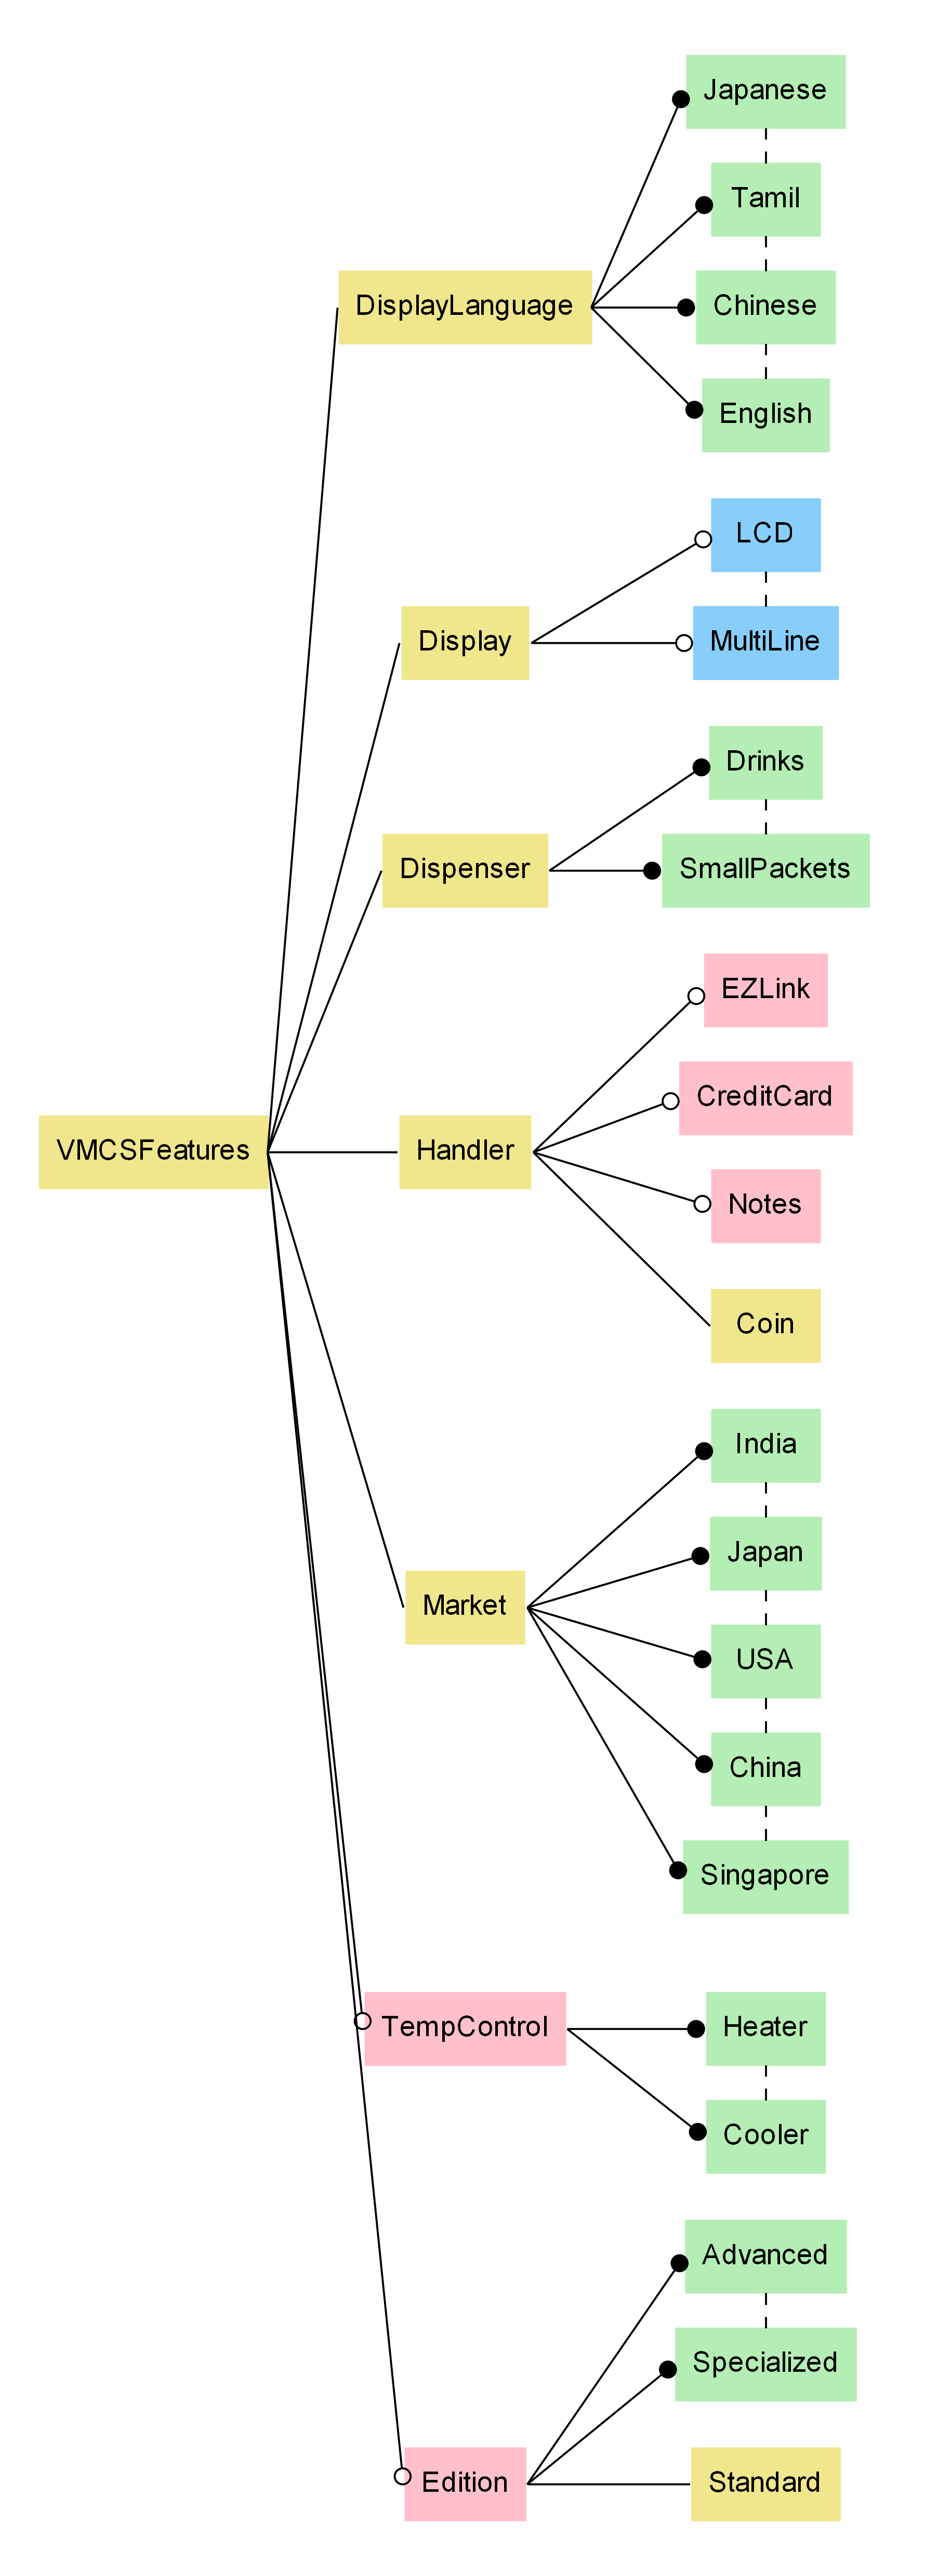 Japanese
Tamil
DisplayLanguage
Chinese
English
LCD
Display
MultiLine
Drinks
Dispenser
SmallPackets
EZLink
CreditCard
VMCSFeatures
Handler
Notes
Coin
India
Japan
Market
USA
China
Singapore
TempControl
Heater
Cooler
Advanced
Specialized
Edition
Standard